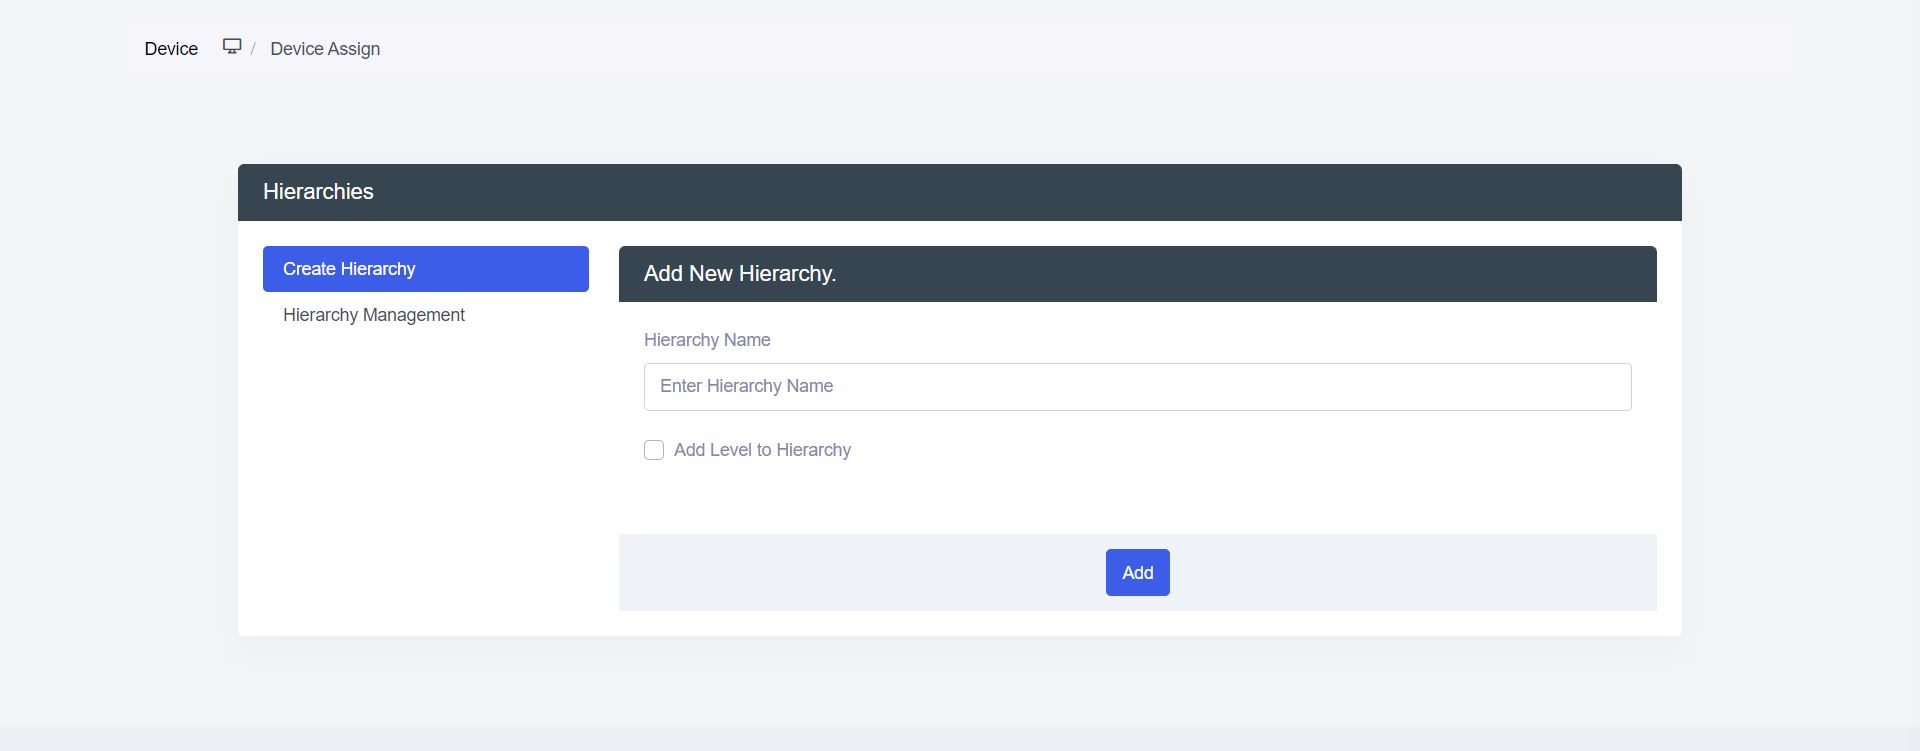 Device / Device Assign
Hierarchies
Create Hierarchy
Hierarchy Management
Add New Hierarchy.
Hierarchy Name
Enter Hierarchy Name
Add Level to Hierarchy
Add